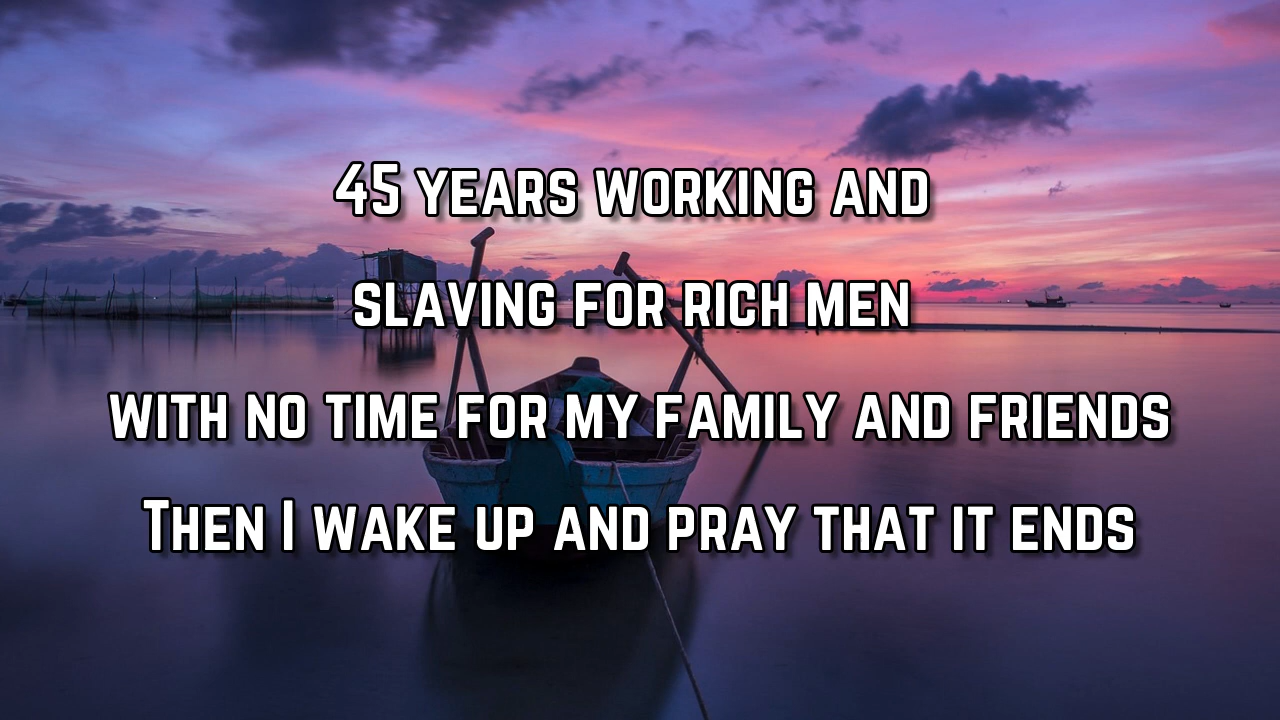 45 years working and
slaving for rich men
with no time for my family and friends
Then I wake up and pray that it ends